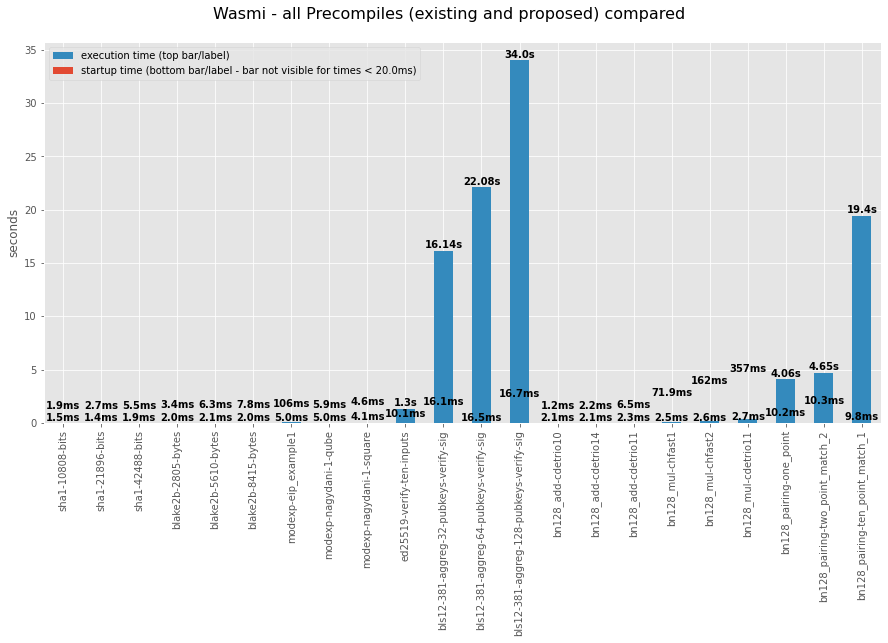 Wasmi - all Precompiles (existing and proposed) compared
execution time (top bar/label)
startup time (bottom bar/label - bar not visible for times < 20.0ms)
seconds
35
30
25
20
15
10
5
0
1.9ms
1.5ms
2.7ms
1.4ms
5.5ms
1.9ms
3.4ms
2.0ms
6.3ms
2.1ms
7.8ms
2.0ms
106ms
5.0ms
5.9ms
5.0ms
4.6ms
4.1ms
1.3s
10.1ms
16.14s
16.1ms
22.08s
16.5ms
34.0s
16.7ms
1.2ms
2.1ms
2.2ms
2.1ms
6.5ms
2.3ms
71.9ms
2.5ms
162ms
2.6ms
357ms
2.7ms
4.06s
10.2ms
4.65s
10.3ms
19.4s
9.8ms
sha1-10808-bits
sha1-21896-bits
sha1-42488-bits
blake2b-2805-bytes
blake2b-5610-bytes
blake2b-8415-bytes
modexp-eip_example1
modexp-nagydani-1-qube
modexp-nagydani-1-square
ed25519-verify-ten-inputs
bls12-381-aggreg-32-pubkeys-verify-sig
bls12-381-aggreg-64-pubkeys-verify-sig
bls12-381-aggreg-128-pubkeys-verify-sig
bn128_add-cdetrio10
bn128_add-cdetrio14
bn128_add-cdetrio11
bn128_mul-chfast1
bn128_mul-chfast2
bn128_mul-cdetrio11
bn128_pairing-one_point
bn128_pairing-two_point_match_2
bn128_pairing-ten_point_match_1